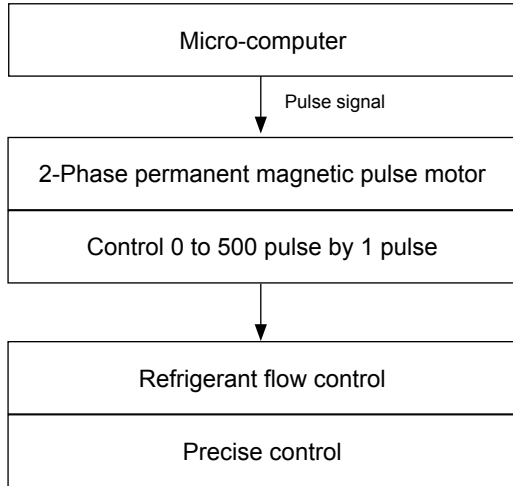 Micro-computer
Pulse signal
2-Phase permanent magnetic pulse motor
Control 0 to 500 pulse by 1 pulse
Refrigerant flow control
Precise control